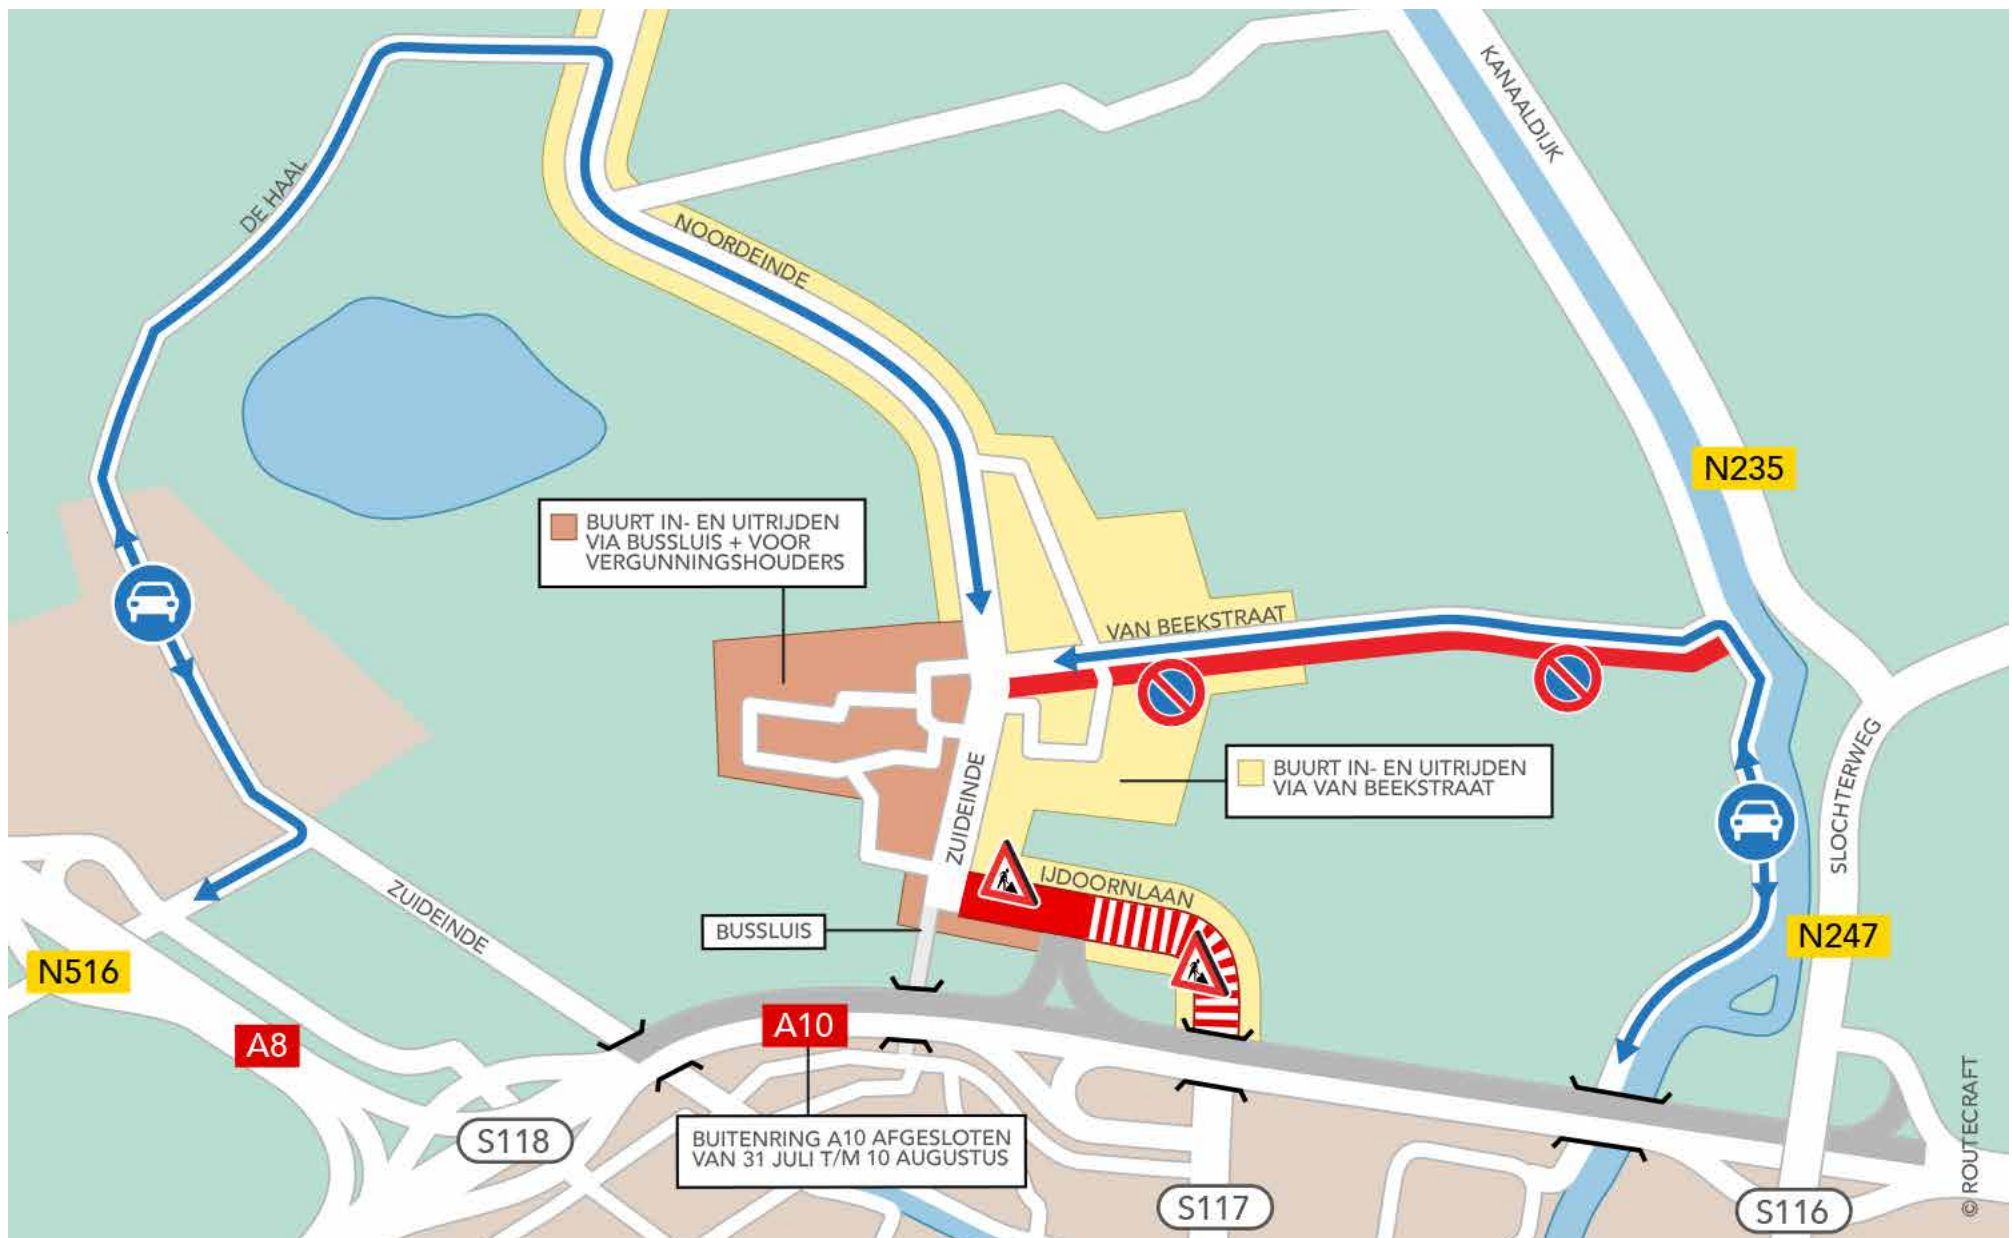 KANAALDIJK
DE HAAL
NOORDEINDE
N235
BUURT IN- EN UITRIJDEN
VIA BUSSLUIS + VOOR
VERGUNNINGSHOUDERS
VAN BEEKSTRAAT
BUURT IN- EN UITRIJDEN
VIA VAN BEEKSTRAAT
ZUIDEINDE
SLOCHTERWEG
IJDOORNLAAN
ZUIDEINDE
BUSSLUIS
N247
N516
A10
A8
BUITENRING A10 AFGESLOTEN
VAN 31 JULI T/M 10 AUGUSTUS
S118
S117
S116
© ROUTECRAFT